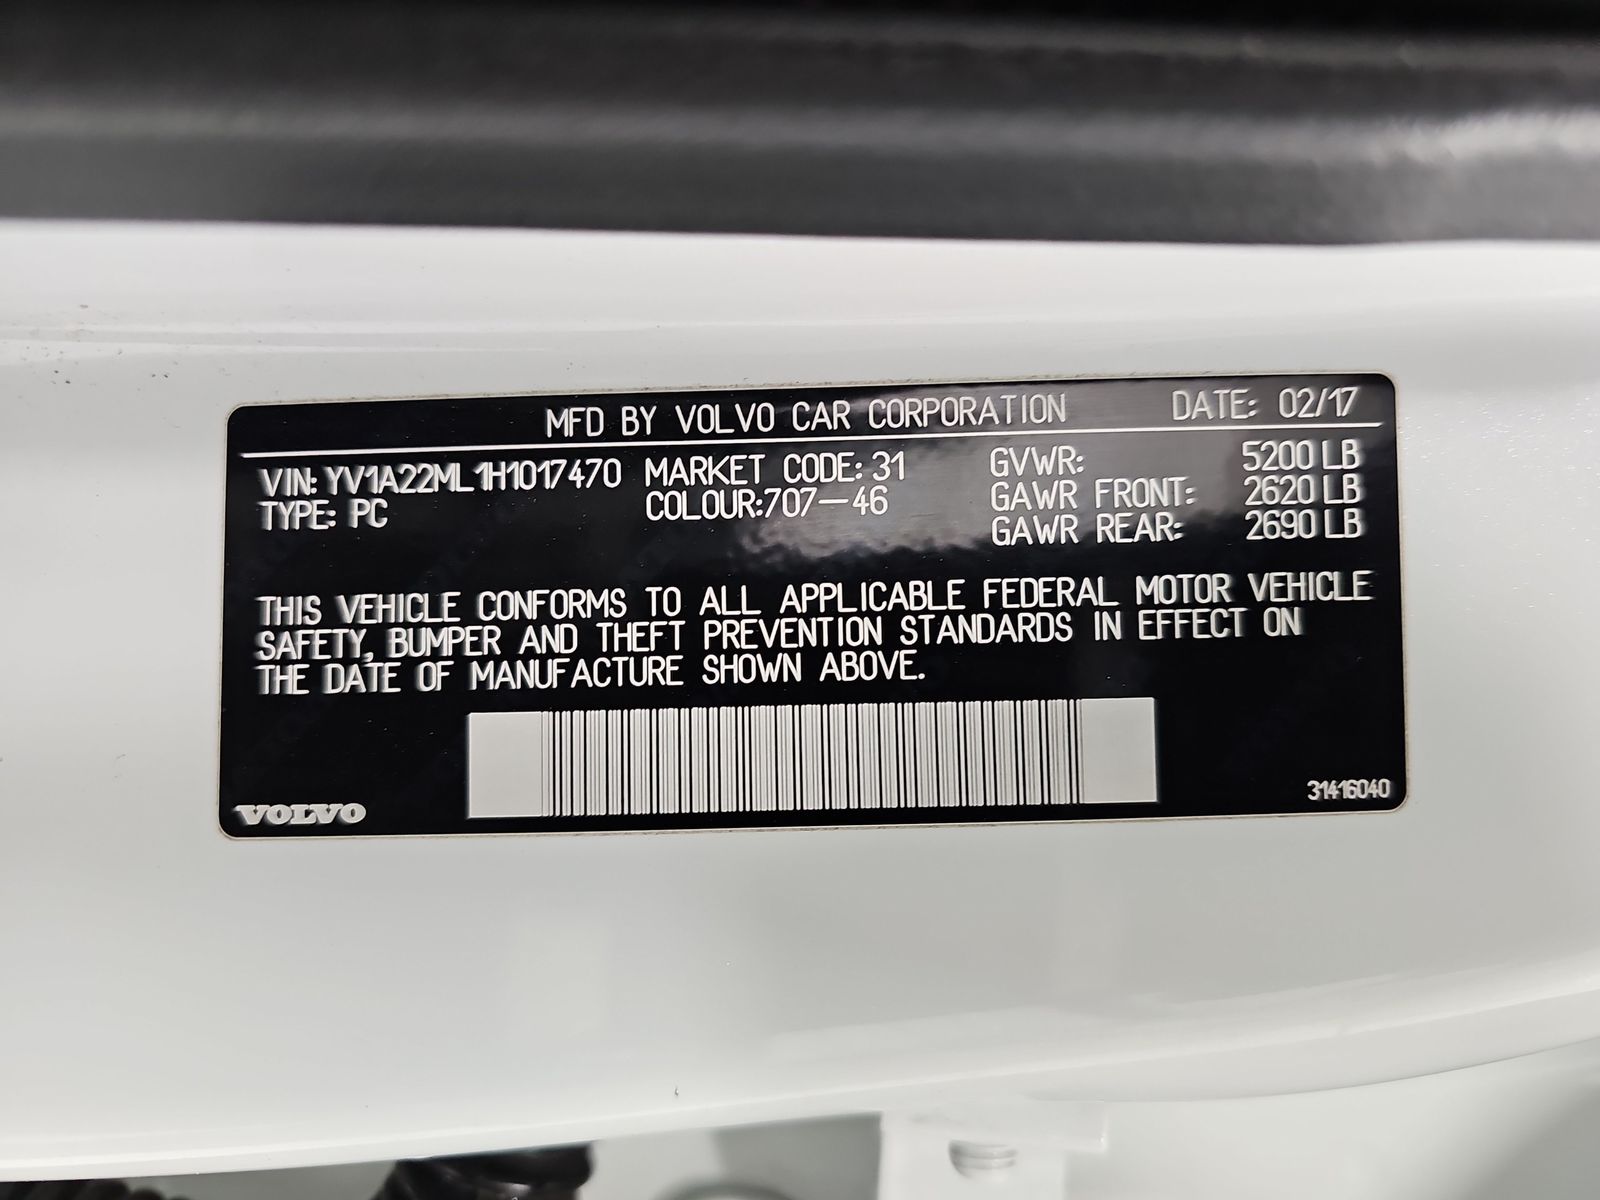 MFD BY VOLVO CAR CORPORATION DATE: 02/17
VIN: YV1A22ML1H1017470 MARKET CODE: 31 GVWR: 5200 LB
TYPE: PC COLOUR:707-46 GAWR FRONT: 2620 LB
GAWR REAR: 2690 LB
THIS VEHICLE CONFORMS TO ALL APPLICABLE FEDERAL MOTOR VEHICLE
SAFETY, BUMPER AND THEFT PREVENTION STANDARDS IN EFFECT ON
THE DATE OF MANUFACTURE SHOWN ABOVE.
VOLVO 31416040